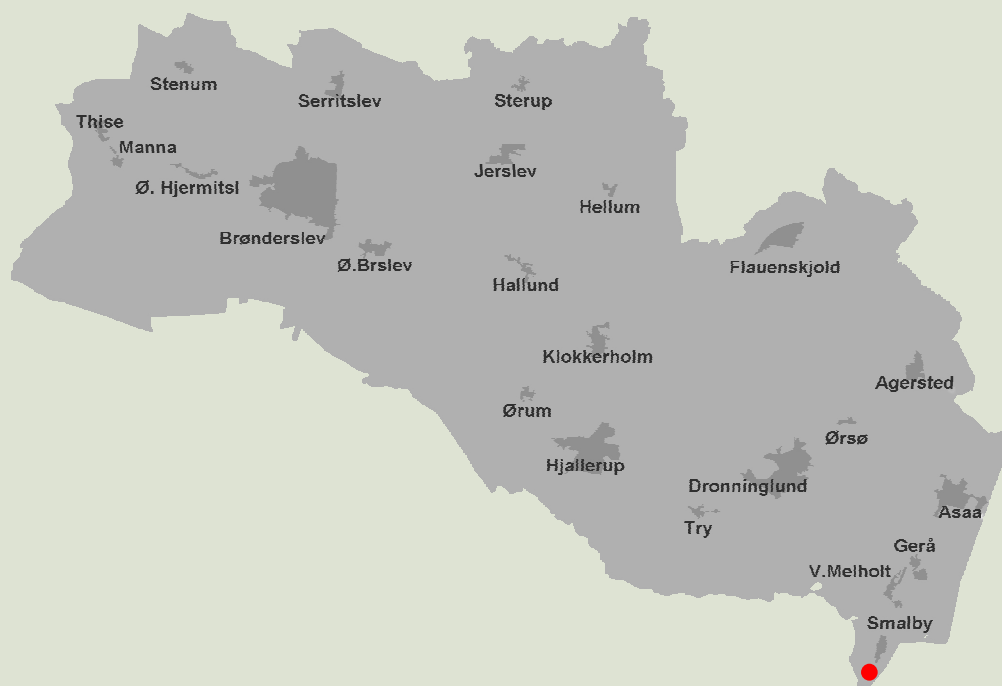 Stenum
Serritslev
Sterup
Thise
Manna
Jerslev
Ø. Hjermitsl
Hellum
Brønderslev
Ø.Brslev
Flauenskjold
Hallund
Klokkerholm
Agersted
Ørum
Ørsø
Hjallerup
Dronninglund
Asaa
Try
Gerå
V.Melholt
Smalby